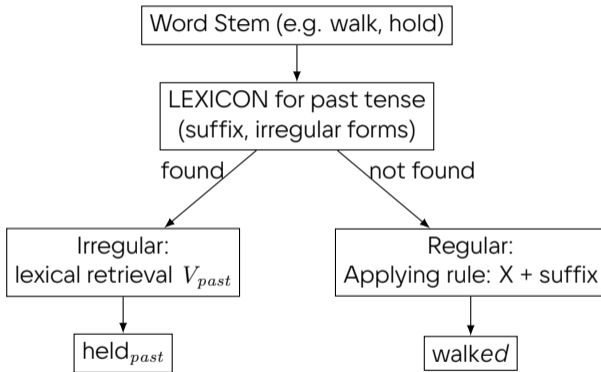 Word Stem (e.g. walk, hold)
LEXICON for past tense
(suffix, irregular forms)
found
not found
Irregular:
lexical retrieval V_past
Regular:
Applying rule: X + suffix
held_past
walked